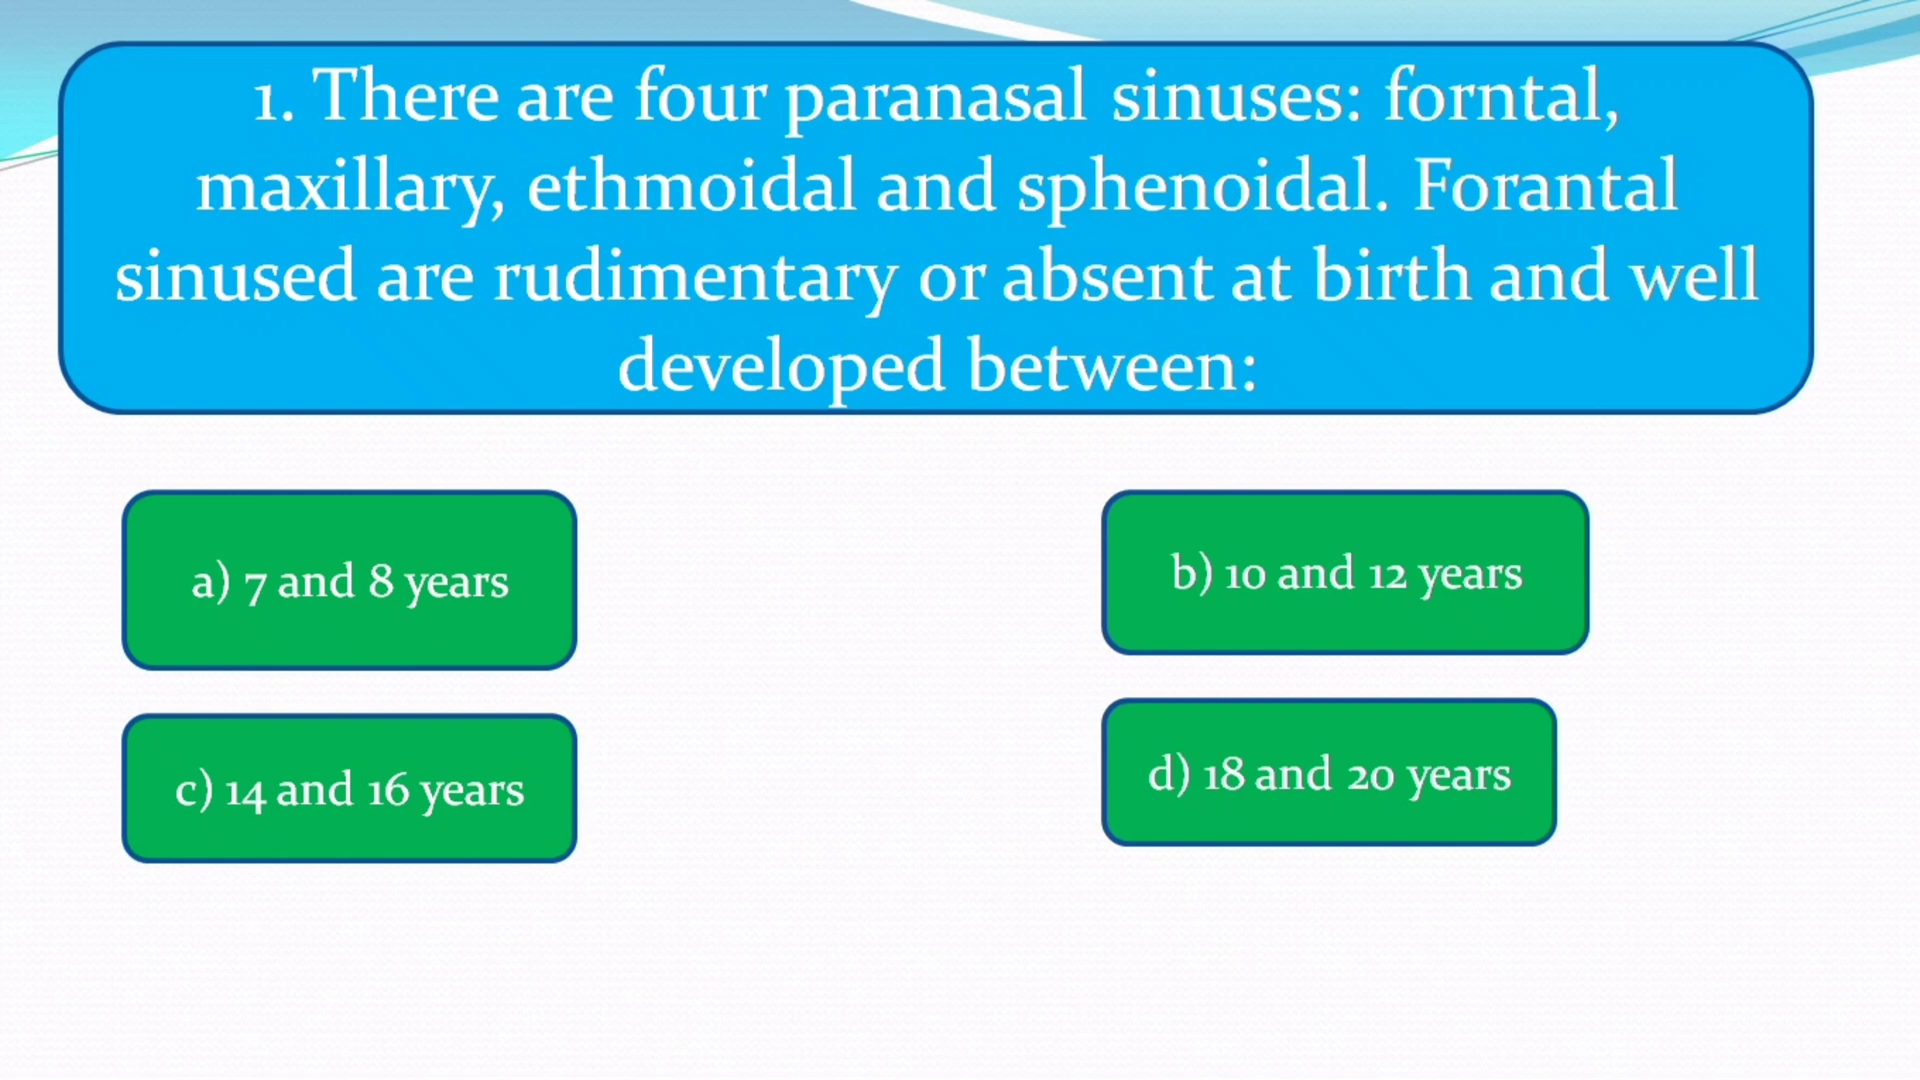 1. There are four paranasal sinuses: forntal,
maxillary, ethmoidal and sphenoidal. Forantal
sinused are rudimentary or absent at birth and well
developed between:
a) 7 and 8 years
b) 10 and 12 years
c) 14 and 16 years
d) 18 and 20 years